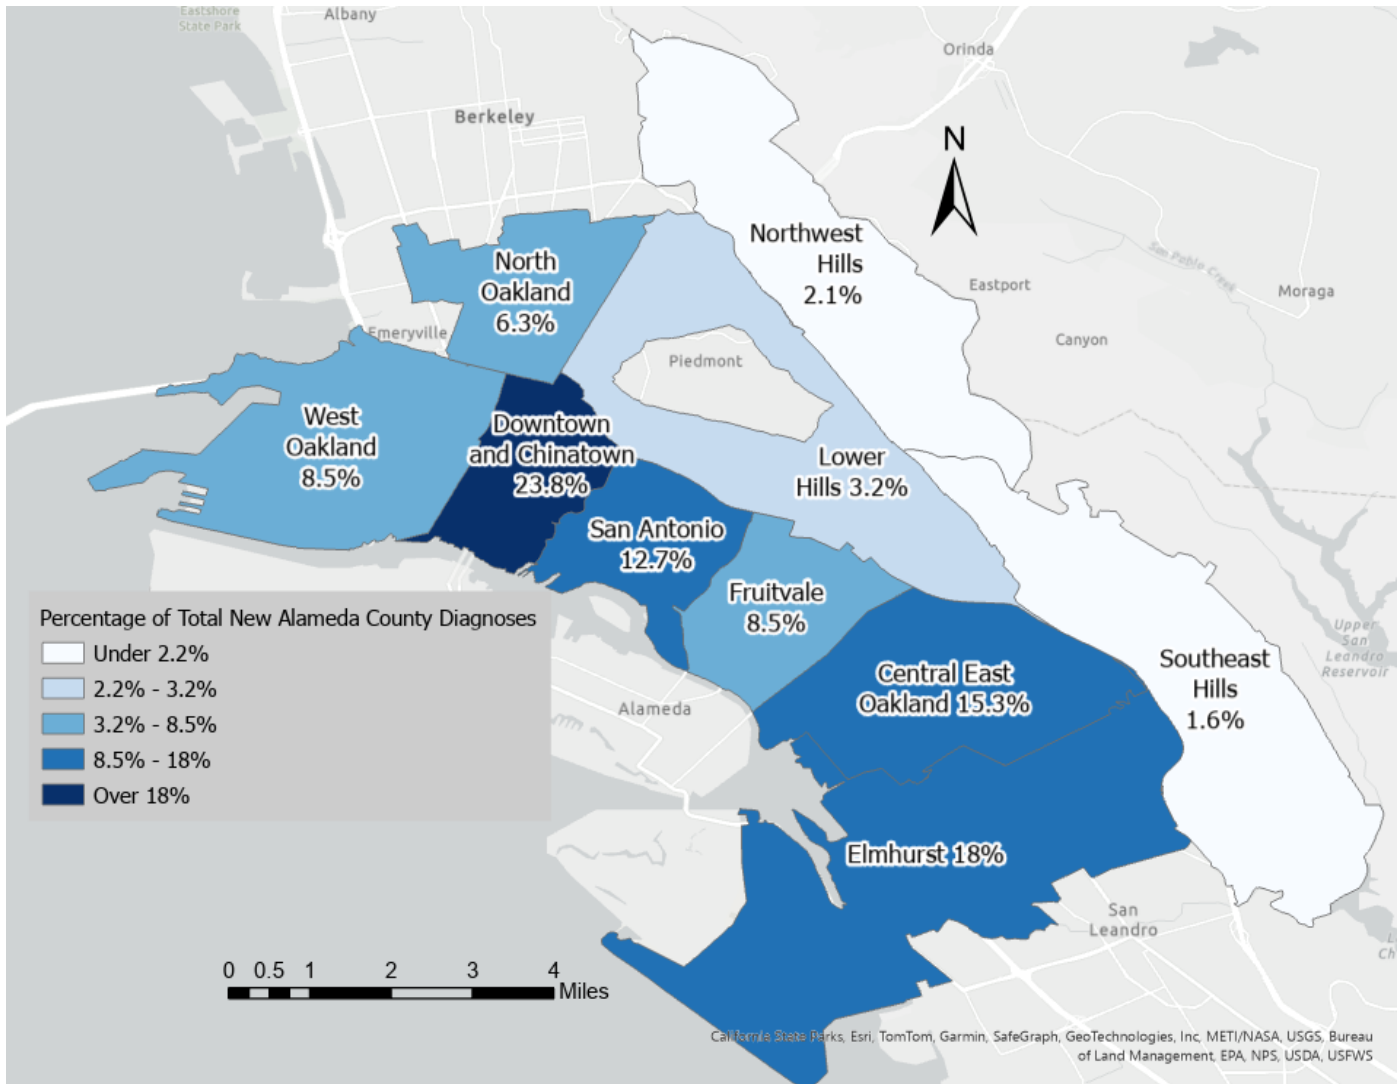 Eastshore
State Park
Albany
Orinda
Berkeley
N
Northwest
Hills
2.1%
North
Oakland
6.3%
San Pablo Creek
Eastport
Moraga
Emeryville
Canyon
Piedmont
West
Oakland
8.5%
Downtown
and Chinatown
23.8%
Lower
Hills 3.2%
San Antonio
12.7%
Fruitvale
8.5%
Percentage of Total New Alameda County Diagnoses
Under 2.2%
2.2% - 3.2%
3.2% - 8.5%
8.5% - 18%
Over 18%
Upper
San
Leandro
Reservoir
Southeast
Hills
1.6%
Central East
Oakland 15.3%
Alameda
Elmhurst 18%
San
Leandro
L
Ch
0 0.5 1 2 3 4
Miles
California State Parks, Esri, TomTom, Garmin, SafeGraph, GeoTechnologies, Inc, METI/NASA, USGS, Bureau
of Land Management, EPA, NPS, USDA, USFWS